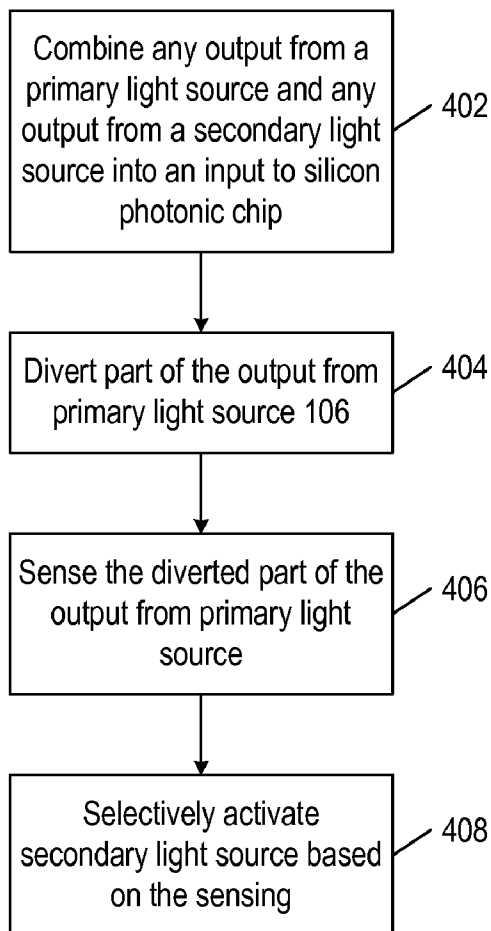 Combine any output from a
primary light source and any
output from a secondary light
source into an input to silicon
photonic chip
402
Divert part of the output from
primary light source 106
404
Sense the diverted part of the
output from primary light
source
406
Selectively activate
secondary light source based
on the sensing
408